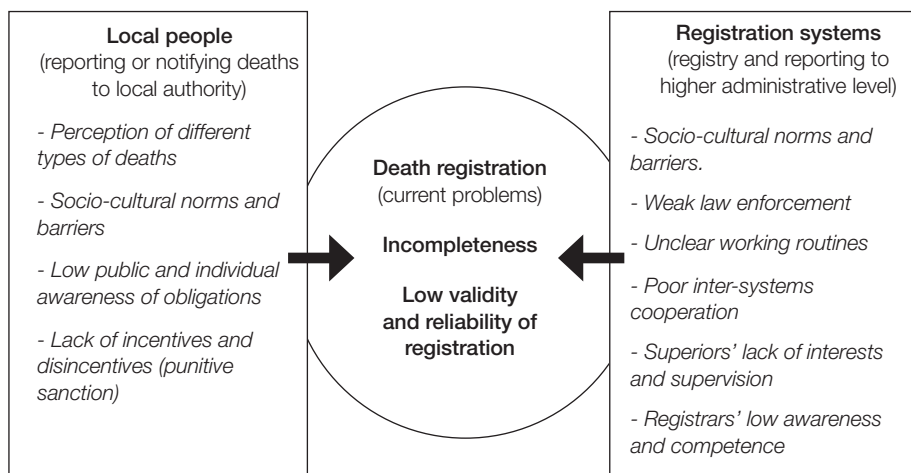 Local people
(reporting or notifying deaths
to local authority)
- Perception of different
types of deaths
- Socio-cultural norms and
barriers
- Low public and individual
awareness of obligations
- Lack of incentives and
disincentives (punitive
sanction)
Death registration
(current problems)
Incompleteness
Low validity
and reliability of
registration
Registration systems
(registry and reporting to
higher administrative level)
- Socio-cultural norms and
barriers.
- Weak law enforcement
- Unclear working routines
- Poor inter-systems
cooperation
- Superiors' lack of interests
and supervision
- Registrars' low awareness
and competence